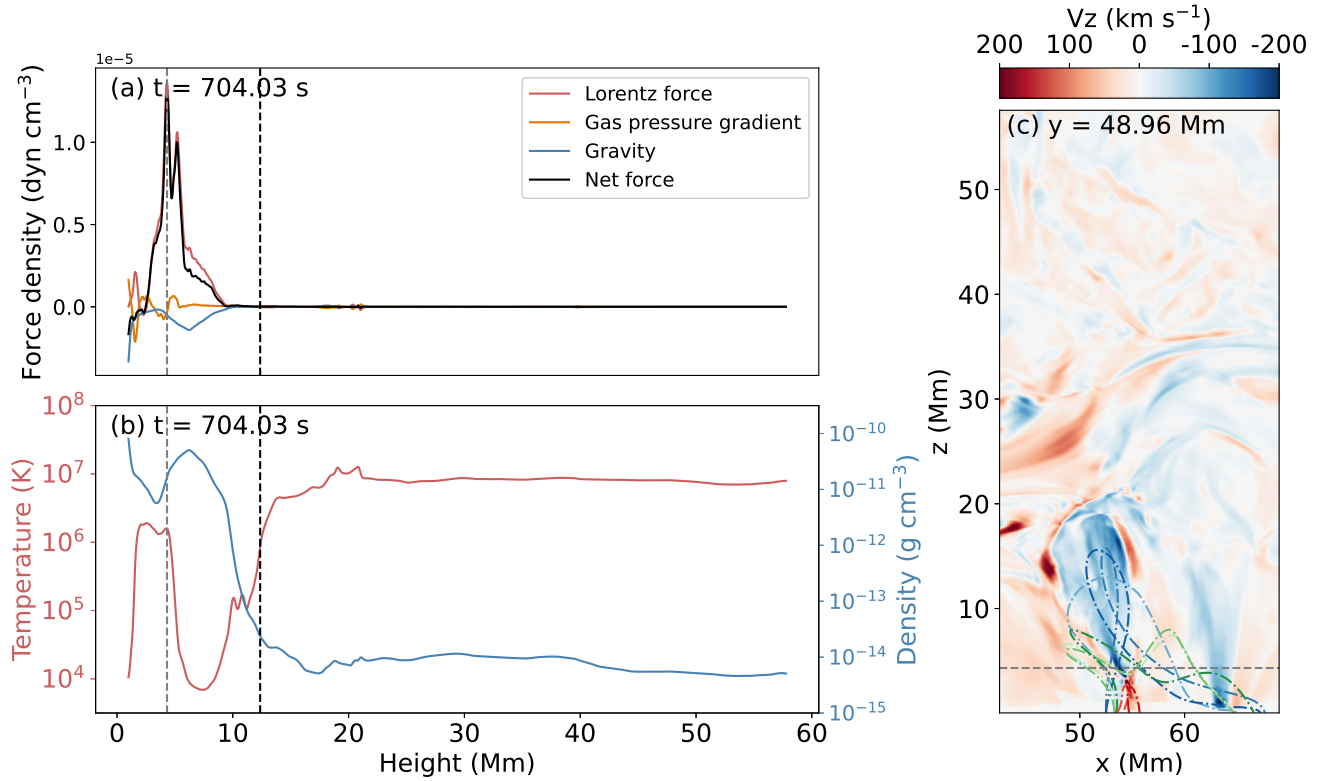 Vz (km s⁻¹)
200 100 0 -100 -200
1e−5
(a) t = 704.03 s
Lorentz force
Gas pressure gradient
Gravity
Net force
1.0
0.5
0.0
Force density (dyn cm⁻³)
(b) t = 704.03 s
10⁸
10⁷
10⁶
10⁵
10⁴
Temperature (K)
10⁻¹⁰
10⁻¹¹
10⁻¹²
10⁻¹³
10⁻¹⁴
10⁻¹⁵
Density (g cm⁻³)
0 10 20 30 40 50 60
Height (Mm)
(c) y = 48.96 Mm
50
40
30
20
10
z (Mm)
50 60
x (Mm)